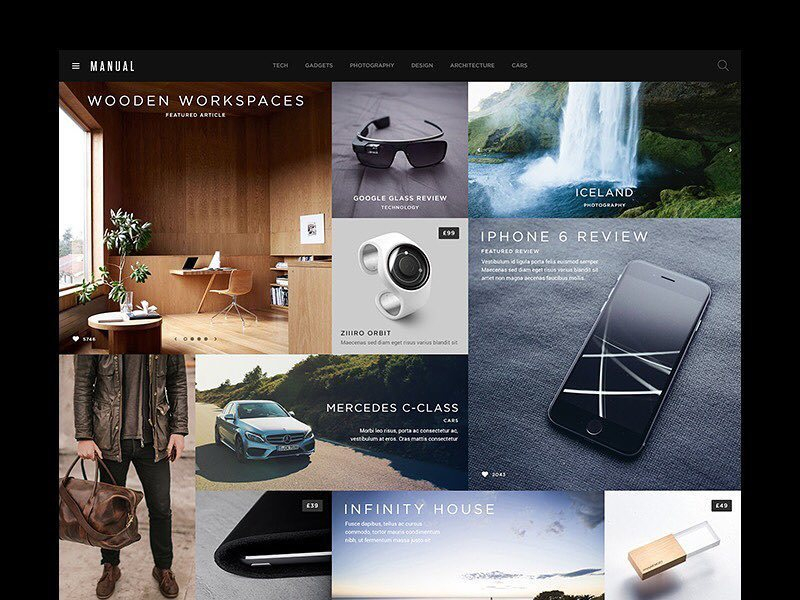 MANUAL
TECH GADGETS PHOTOGRAPHY DESIGN ARCHITECTURE CARS
WOODEN WORKSPACES
FEATURED ARTICLE
5746
GOOGLE GLASS REVIEW
TECHNOLOGY
ICELAND
PHOTOGRAPHY
£99
ZIIIRO ORBIT
Maecenas sed diam eget risus varius blandit sit
IPHONE 6 REVIEW
FEATURED REVIEW
Vestibulum id ligula porta felis euismod semper.
Maecenas sed diam eget risus varius blandit sit
amet non magna aecenas faucibus mollis.
2043
MERCEDES C-CLASS
CARS
Morbi leo risus, porta ac consectetur ac,
vestibulum at eros. Cras mattis consectetur
£39
INFINITY HOUSE
Fusce dapibus, tellus ac cursus
commodo, tortor mauris condimentum
nibh, ut fermentum massa justo sit
£49